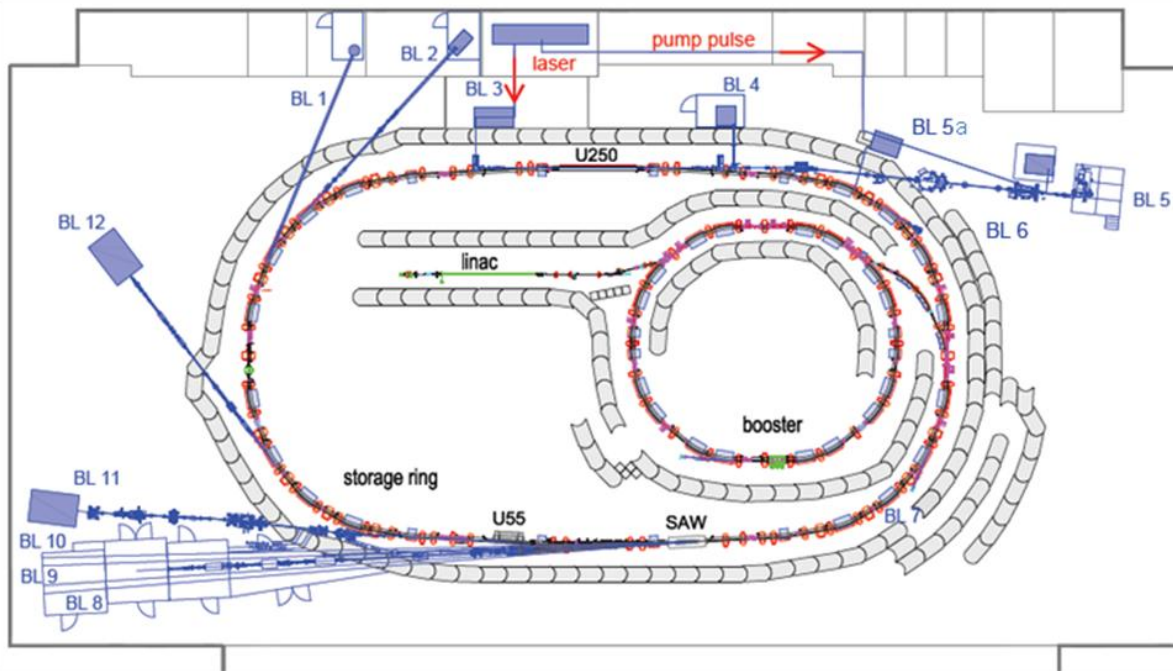 BL 1
BL 2
laser
pump pulse
BL 3
BL 4
BL 5a
U250
BL 5
BL 6
BL 12
linac
booster
storage ring
BL 11
U55
SAW
BL 7
BL 10
BL 9
BL 8